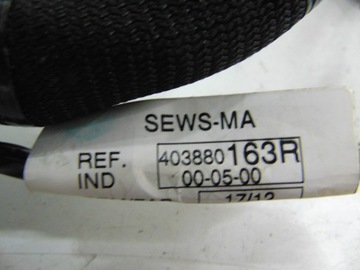 SEWS-MA
REF. 403880163R
IND 00-05-00
17/12